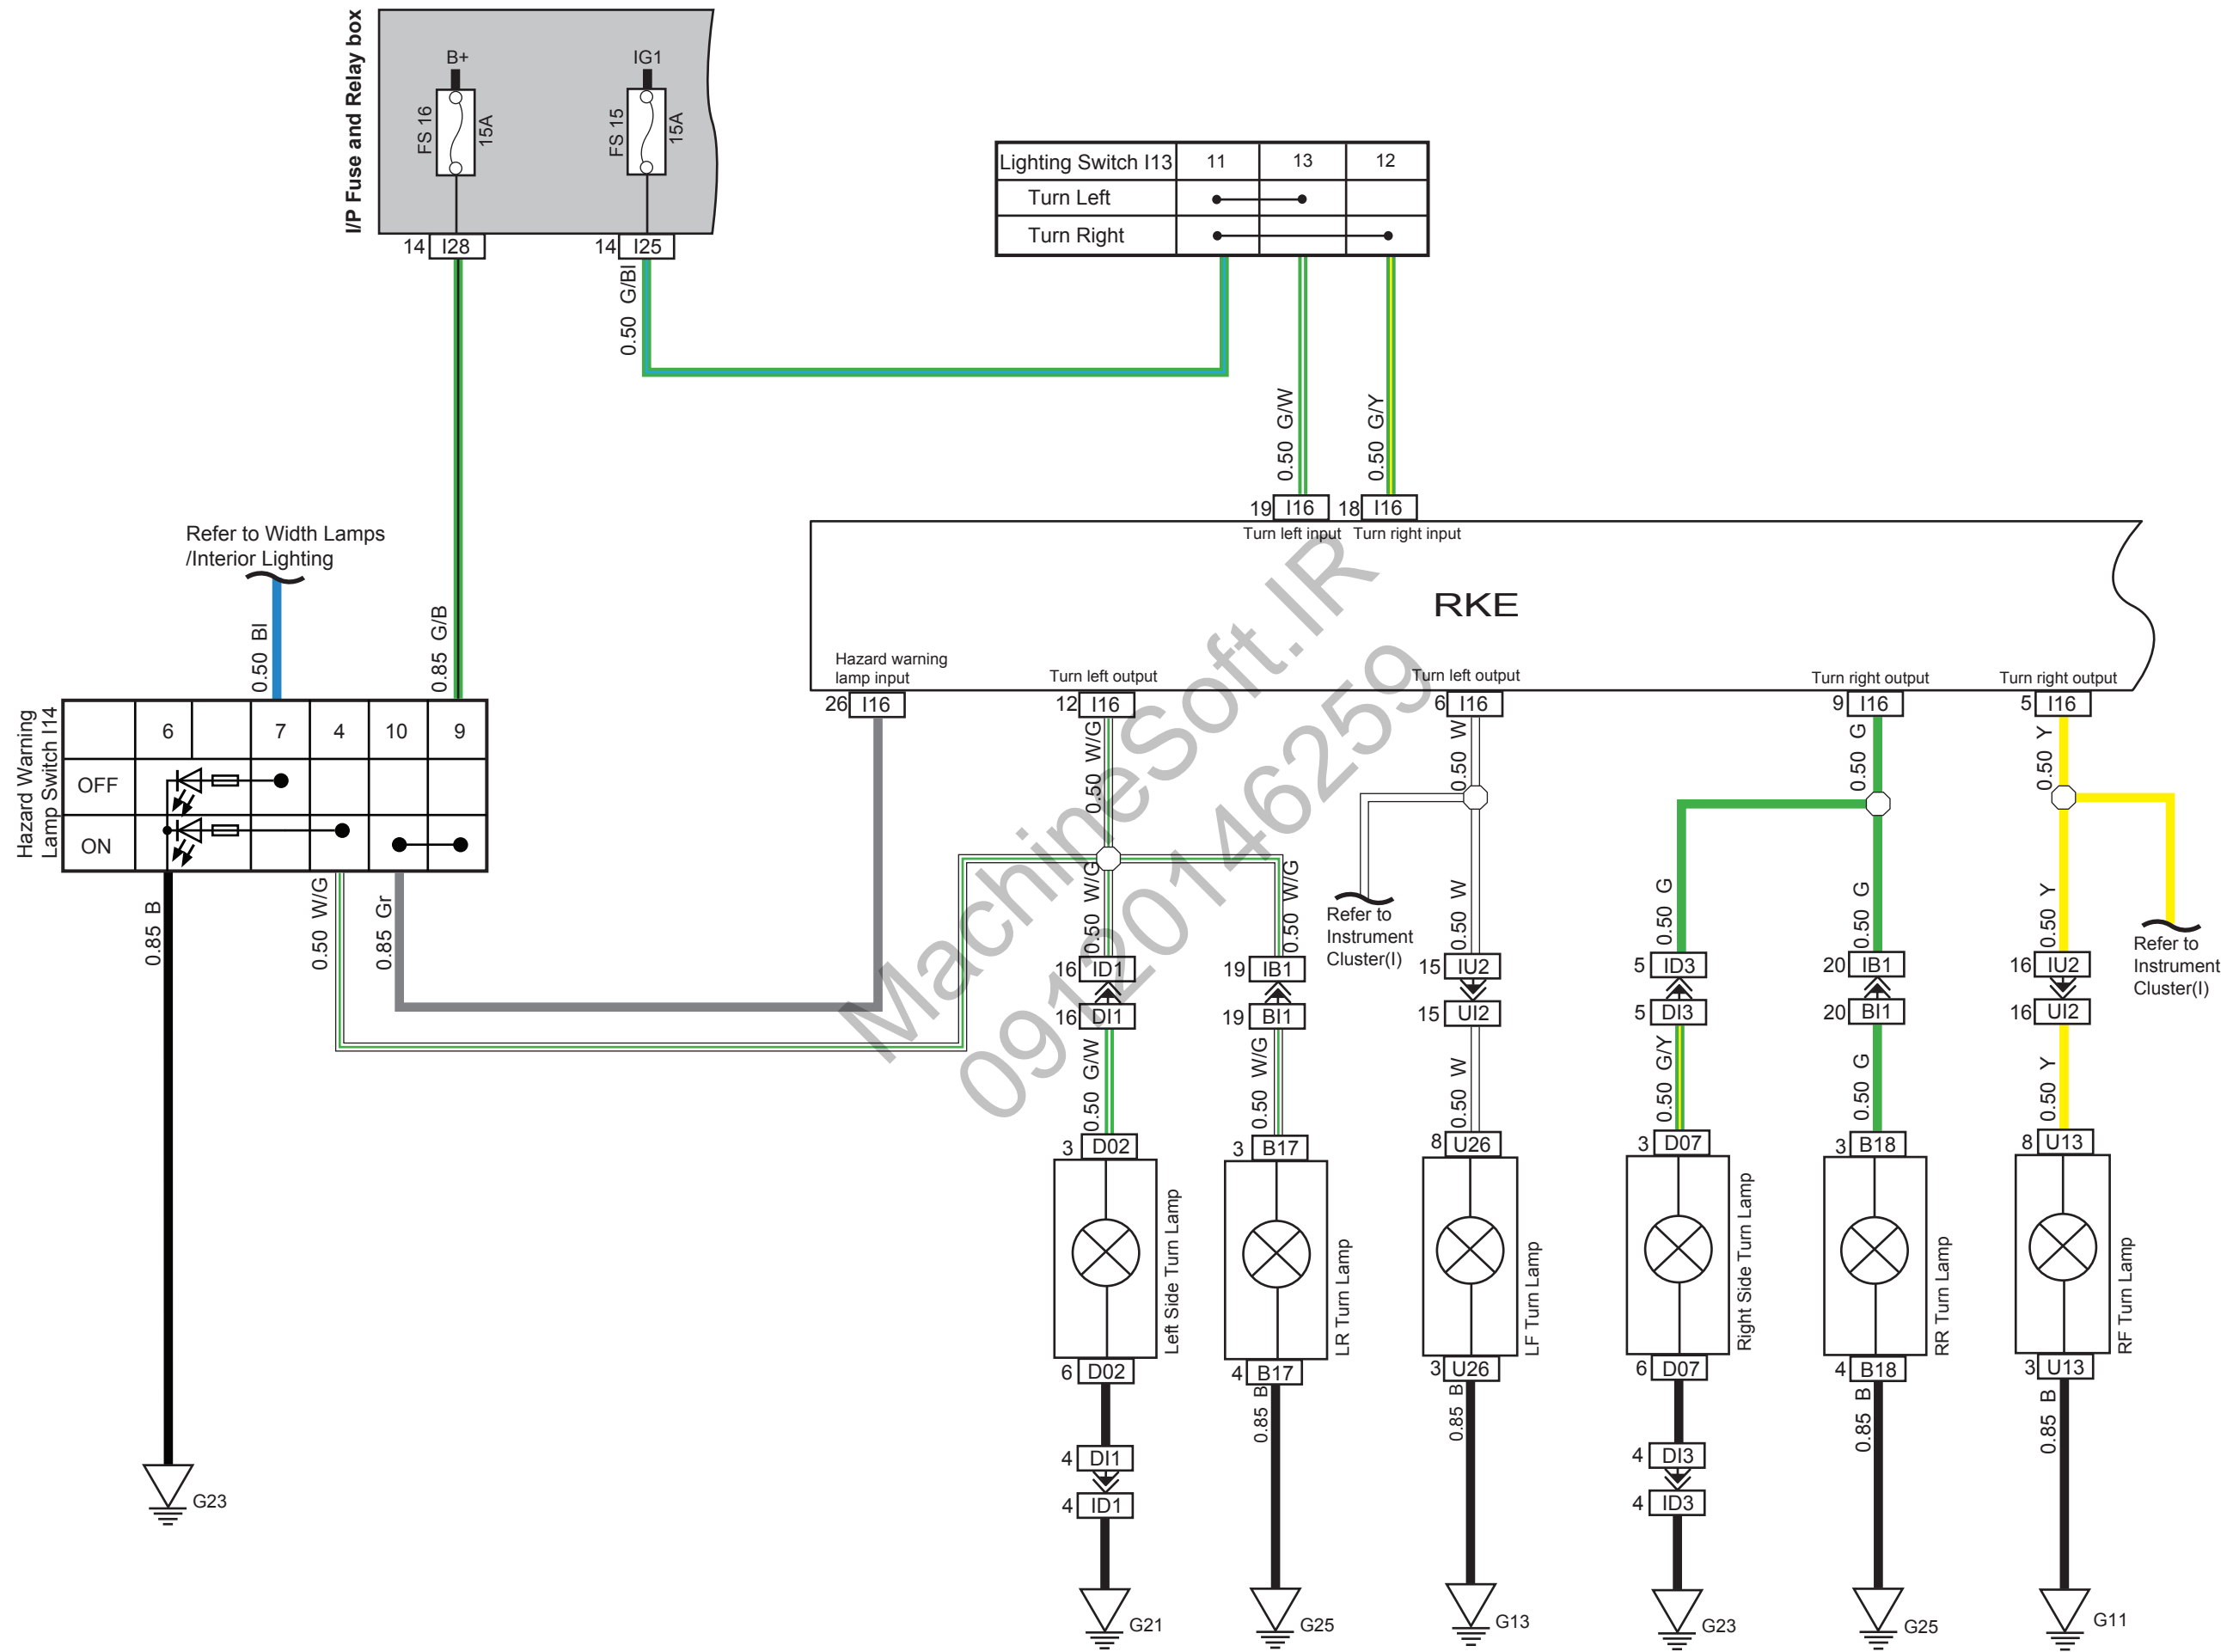 I/P Fuse and Relay box
B+
IG1
FS 16
15A
FS 15
15A
14 I28
14 I25
Lighting Switch I13 11 13 12
Turn Left
Turn Right
0.50 G/Bl
0.50 G/W
0.50 G/Y
19 I16
18 I16
Turn left input
Turn right input
RKE
Refer to Width Lamps
/Interior Lighting
0.50 Bl
0.85 G/B
Hazard warning
lamp input
Turn left output
Turn left output
Turn right output
Turn right output
26 I16
12 I16
6 I16
9 I16
5 I16
Hazard Warning
Lamp Switch I14
6 7 4 10 9
OFF
ON
0.50 W/G
0.50 W
0.50 G
0.50 Y
0.85 B
0.50 W/G
0.85 Gr
0.50 W/G
0.50 W/G
0.50 W
0.50 G
0.50 G
0.50 Y
Refer to
Instrument
Cluster(I)
Refer to
Instrument
Cluster(I)
16 ID1
19 IB1
15 IU2
5 ID3
20 IB1
16 IU2
16 DI1
19 BI1
15 UI2
5 DI3
20 BI1
16 UI2
0.50 G/W
0.50 W/G
0.50 W
0.50 G/Y
0.50 G
0.50 Y
3 D02
3 B17
8 U26
3 D07
3 B18
8 U13
Left Side Turn Lamp
LR Turn Lamp
LF Turn Lamp
Right Side Turn Lamp
RR Turn Lamp
RF Turn Lamp
6 D02
4 B17
3 U26
6 D07
4 B18
3 U13
0.85 B
0.85 B
0.85 B
0.85 B
4 DI1
4 DI3
4 ID1
4 ID3
G23
G21
G25
G13
G23
G25
G11
MachineSoft.IR
09120146259